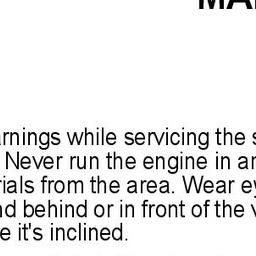 MA
arnings while servicing the s
Never run the engine in ar
rials from the area. Wear ey
nd behind or in front of the v
e it's inclined.